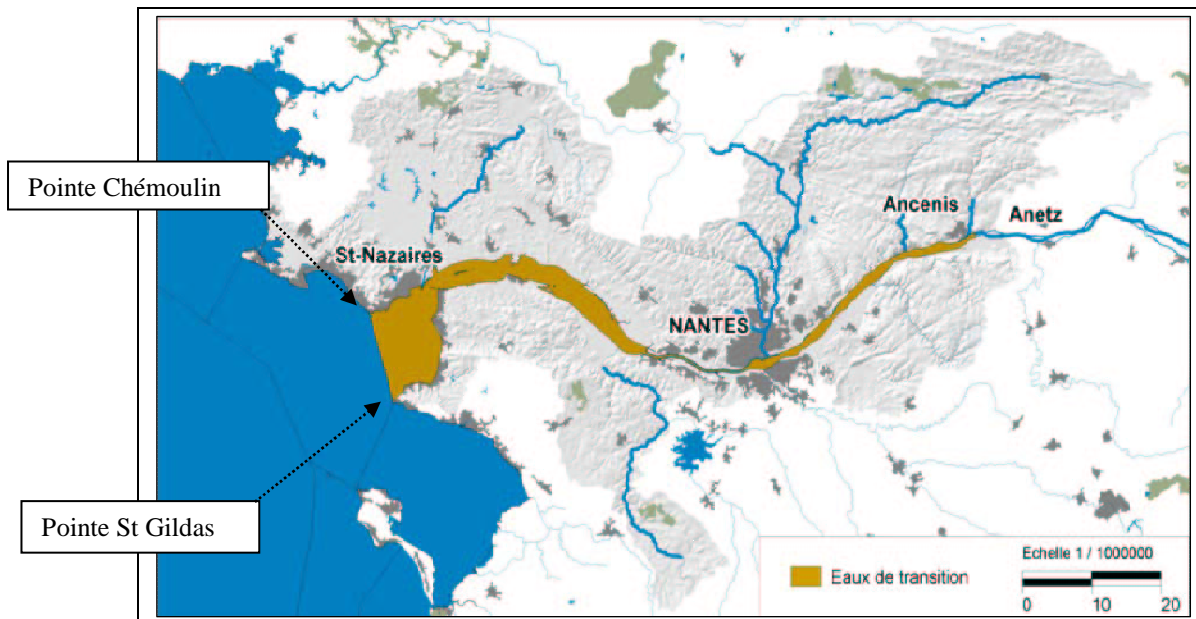 Pointe Chémoulin
St-Nazaires
Ancenis
Anetz
NANTES
Pointe St Gildas
Eaux de transition
Echelle 1 / 1000000
0 10 20